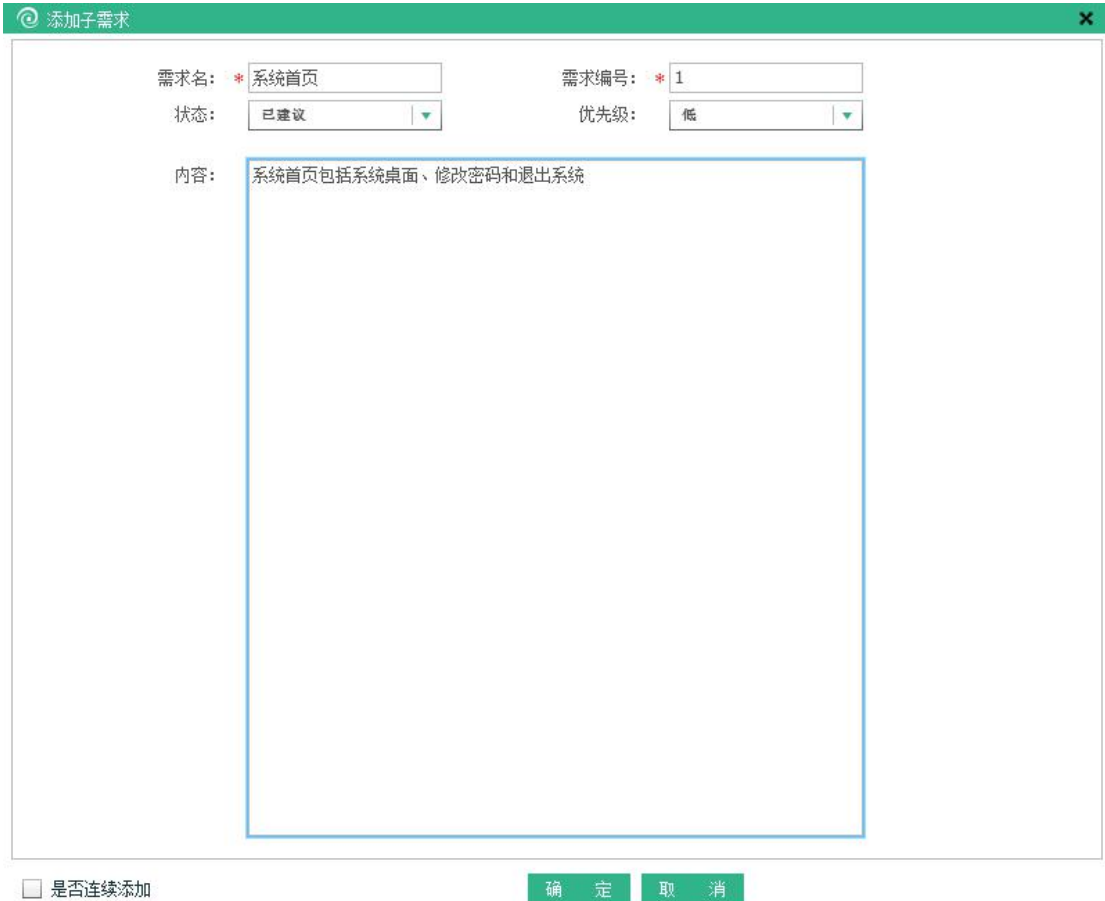 添加子需求
需求名: * 系统首页 需求编号: * 1
状态: 已建议 优先级: 低
内容: 系统首页包括系统桌面、修改密码和退出系统
是否连续添加 确 定 取 消